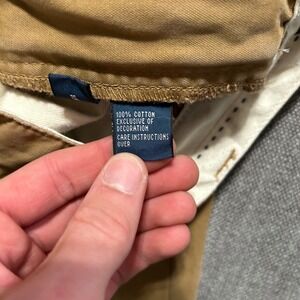 100% COTTON
EXCLUSIVE OF
DECORATION
CARE INSTRUCTIONS
OVER